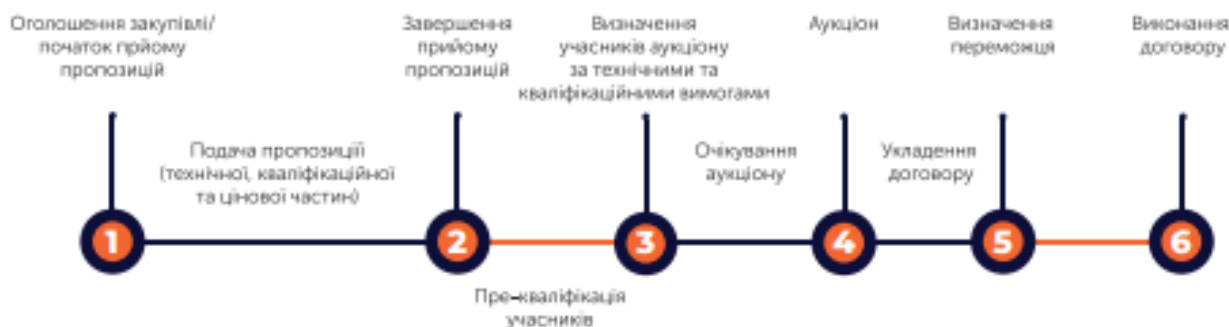 Оголошення закупівлі/
початок прйому
пропозицій
Завершення
прийому
пропозицій
Визначення
учасників аукціону
за технічними та
кваліфікаційними вимогами
Аукціон
Визначення
переможця
Виконання
договору
Подача пропозиції
(технічної, кваліфікаційної
та цінової частин)
Очікування
аукціону
Укладення
договору
1
2
3
4
5
6
Пре-кваліфікація
учасників